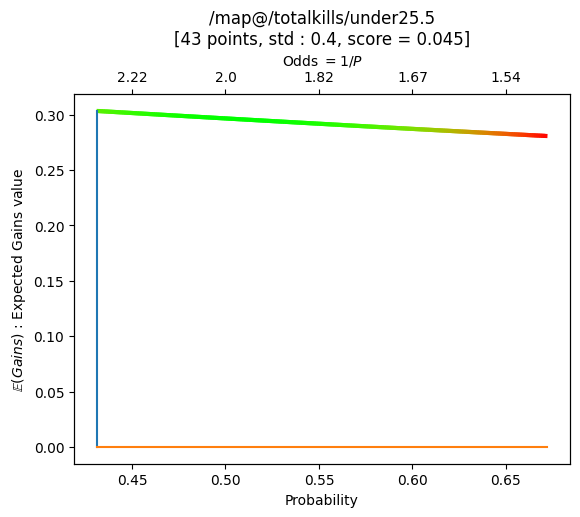 /map@/totalkills/under25.5
[43 points, std : 0.4, score = 0.045]
Odds = 1/P
2.22 2.0 1.82 1.67 1.54
0.30
0.25
0.20
0.15
0.10
0.05
0.00
𝔼(Gains) : Expected Gains value
0.45 0.50 0.55 0.60 0.65
Probability